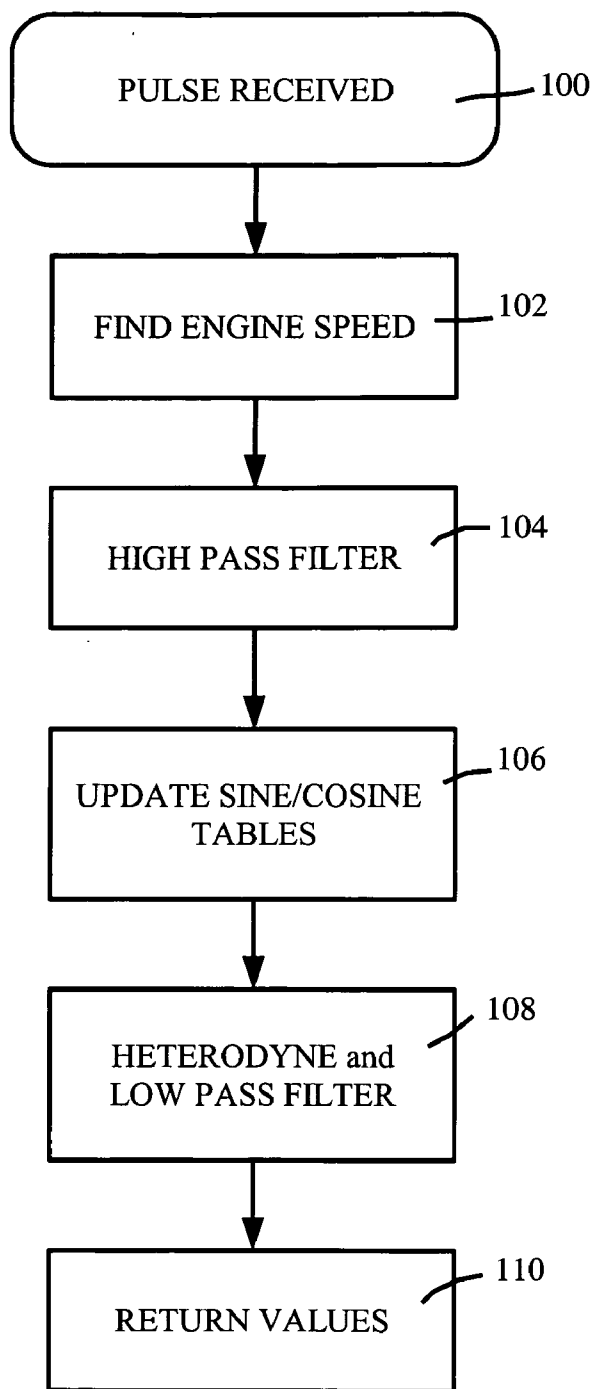 PULSE RECEIVED
100
FIND ENGINE SPEED
102
HIGH PASS FILTER
104
UPDATE SINE/COSINE
TABLES
106
HETERODYNE and
LOW PASS FILTER
108
RETURN VALUES
110